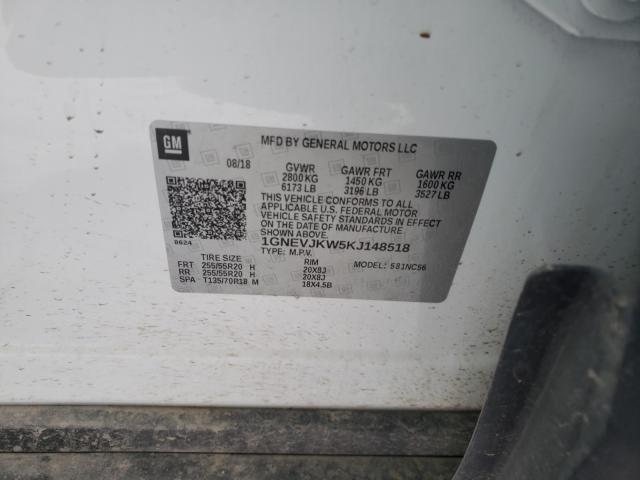 GM
MFD BY GENERAL MOTORS LLC
08/18 GVWR GAWR FRT GAWR RR
2800 KG 1450 KG 1600 KG
6173 LB 3196 LB 3527 LB
THIS VEHICLE CONFORMS TO ALL
APPLICABLE U.S. FEDERAL MOTOR
VEHICLE SAFETY STANDARDS IN EFFECT
ON THE DATE OF MANUFACTURE
SHOWN ABOVE.
1GNEVJKW5KJ148518
8624
TYPE: M.P.V. MODEL: 581NC56
TIRE SIZE RIM
FRT 255/55R20 H 20X8J
RR 255/55R20 H 20X8J
SPA T135/70R18 M 18X4.5B